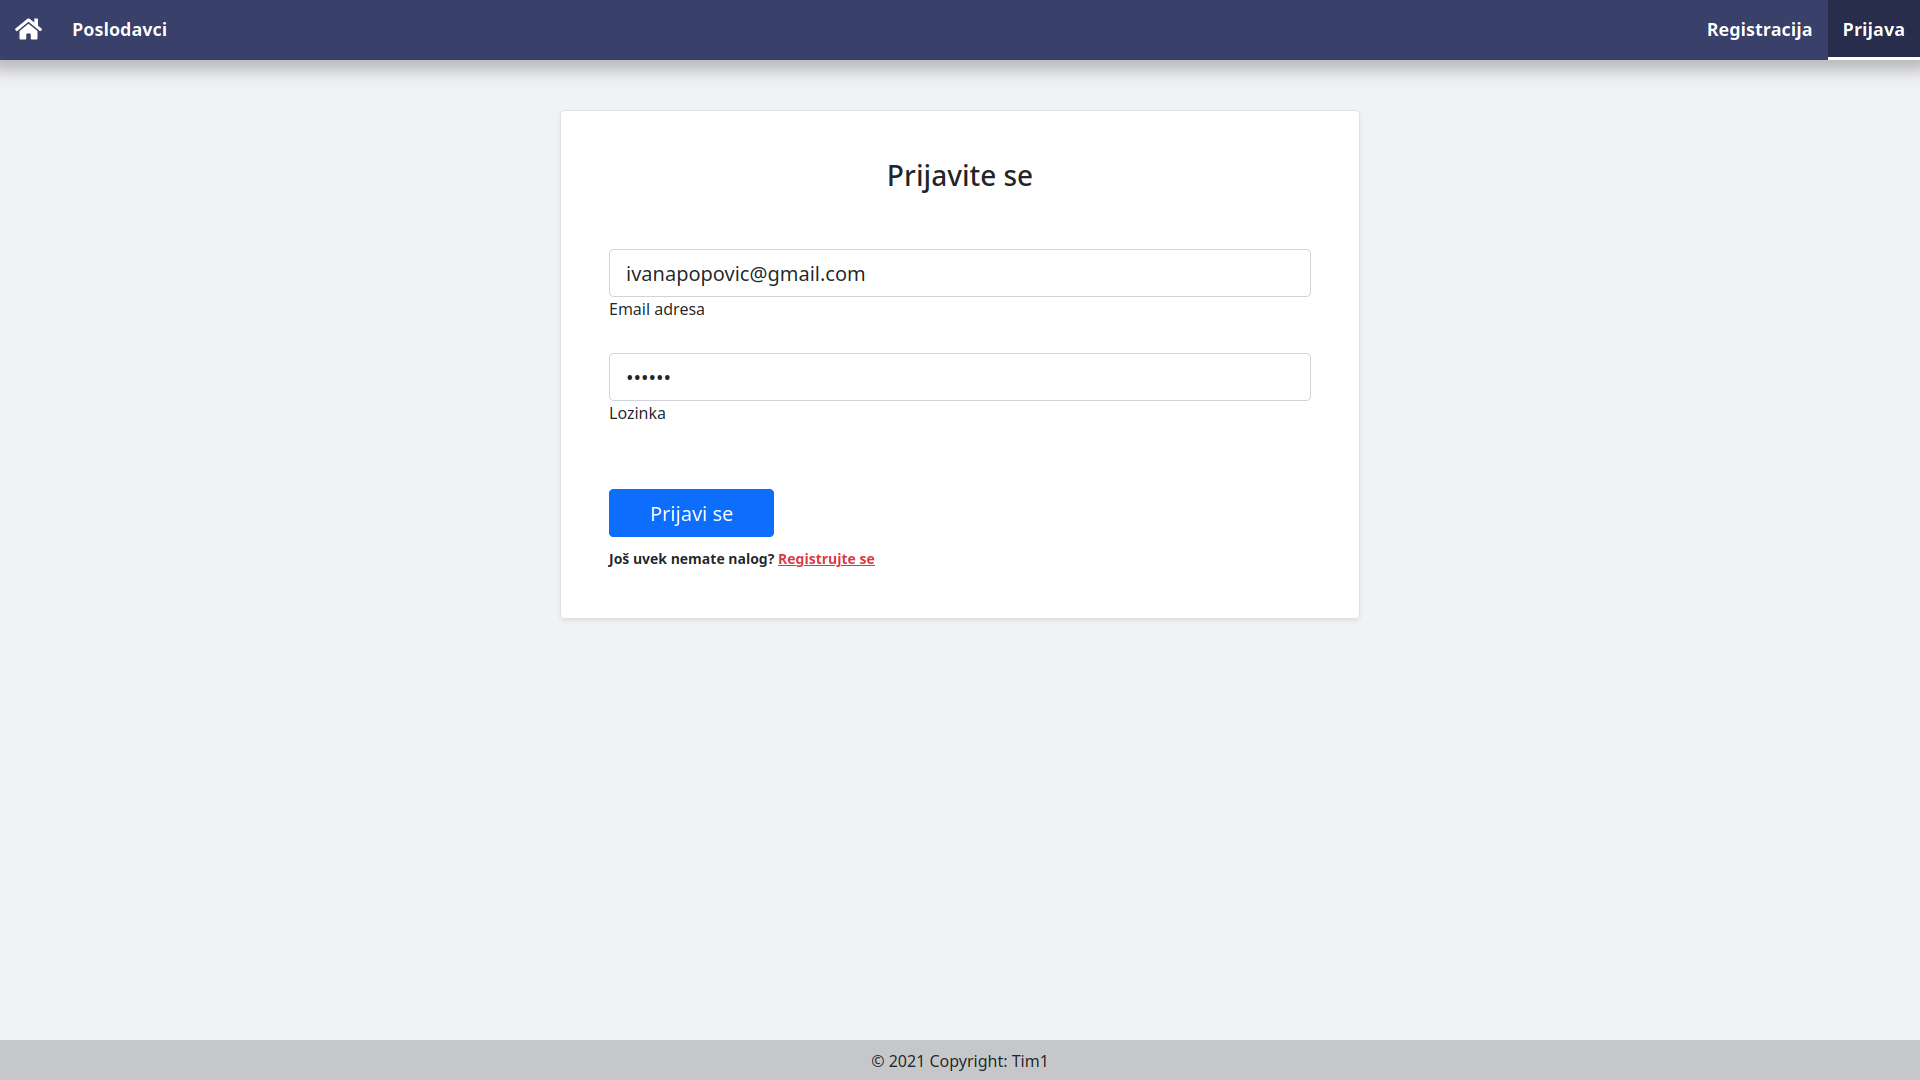 Poslodavci
Registracija
Prijava
Prijavite se
ivanapopovic@gmail.com
Email adresa
••••••
Lozinka
Prijavi se
Još uvek nemate nalog? Registrujte se
© 2021 Copyright: Tim1